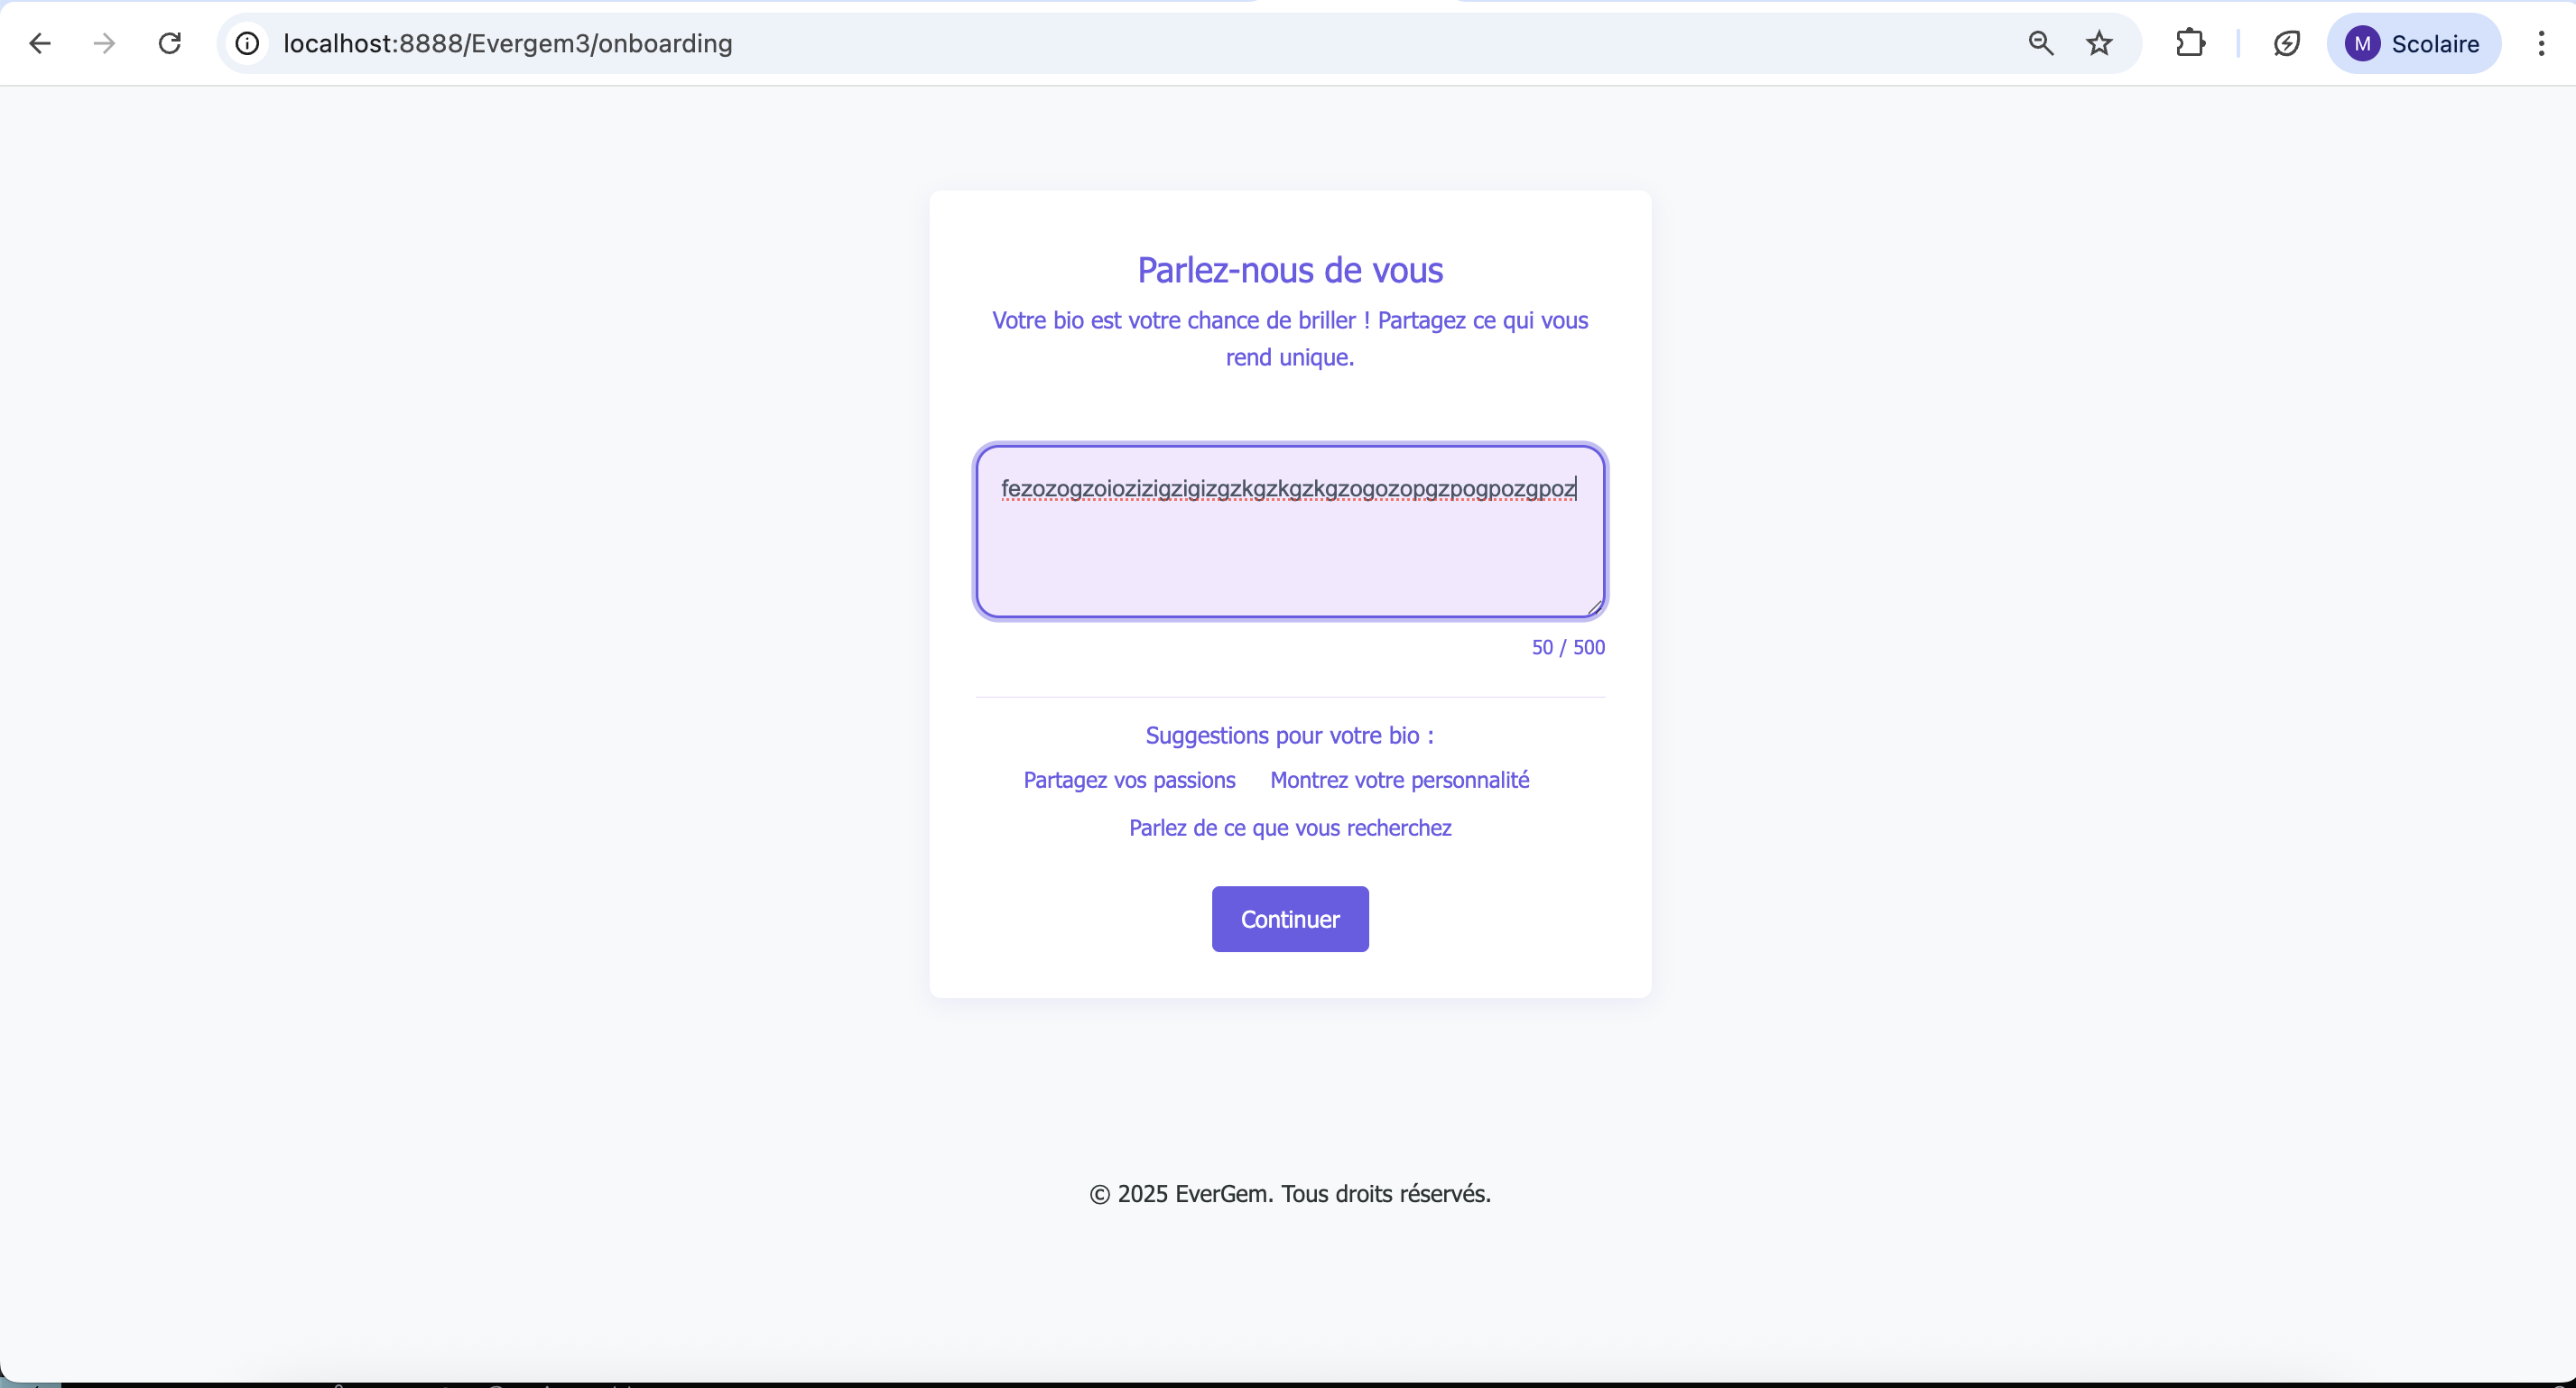 localhost:8888/Evergem3/onboarding
M Scolaire
Parlez-nous de vous
Votre bio est votre chance de briller ! Partagez ce qui vous
rend unique.
fezozogzoiozizigzigizgzkgzkgzkgzogozopgzpogpozgpoz
50 / 500
Suggestions pour votre bio :
Partagez vos passions Montrez votre personnalité
Parlez de ce que vous recherchez
Continuer
© 2025 EverGem. Tous droits réservés.